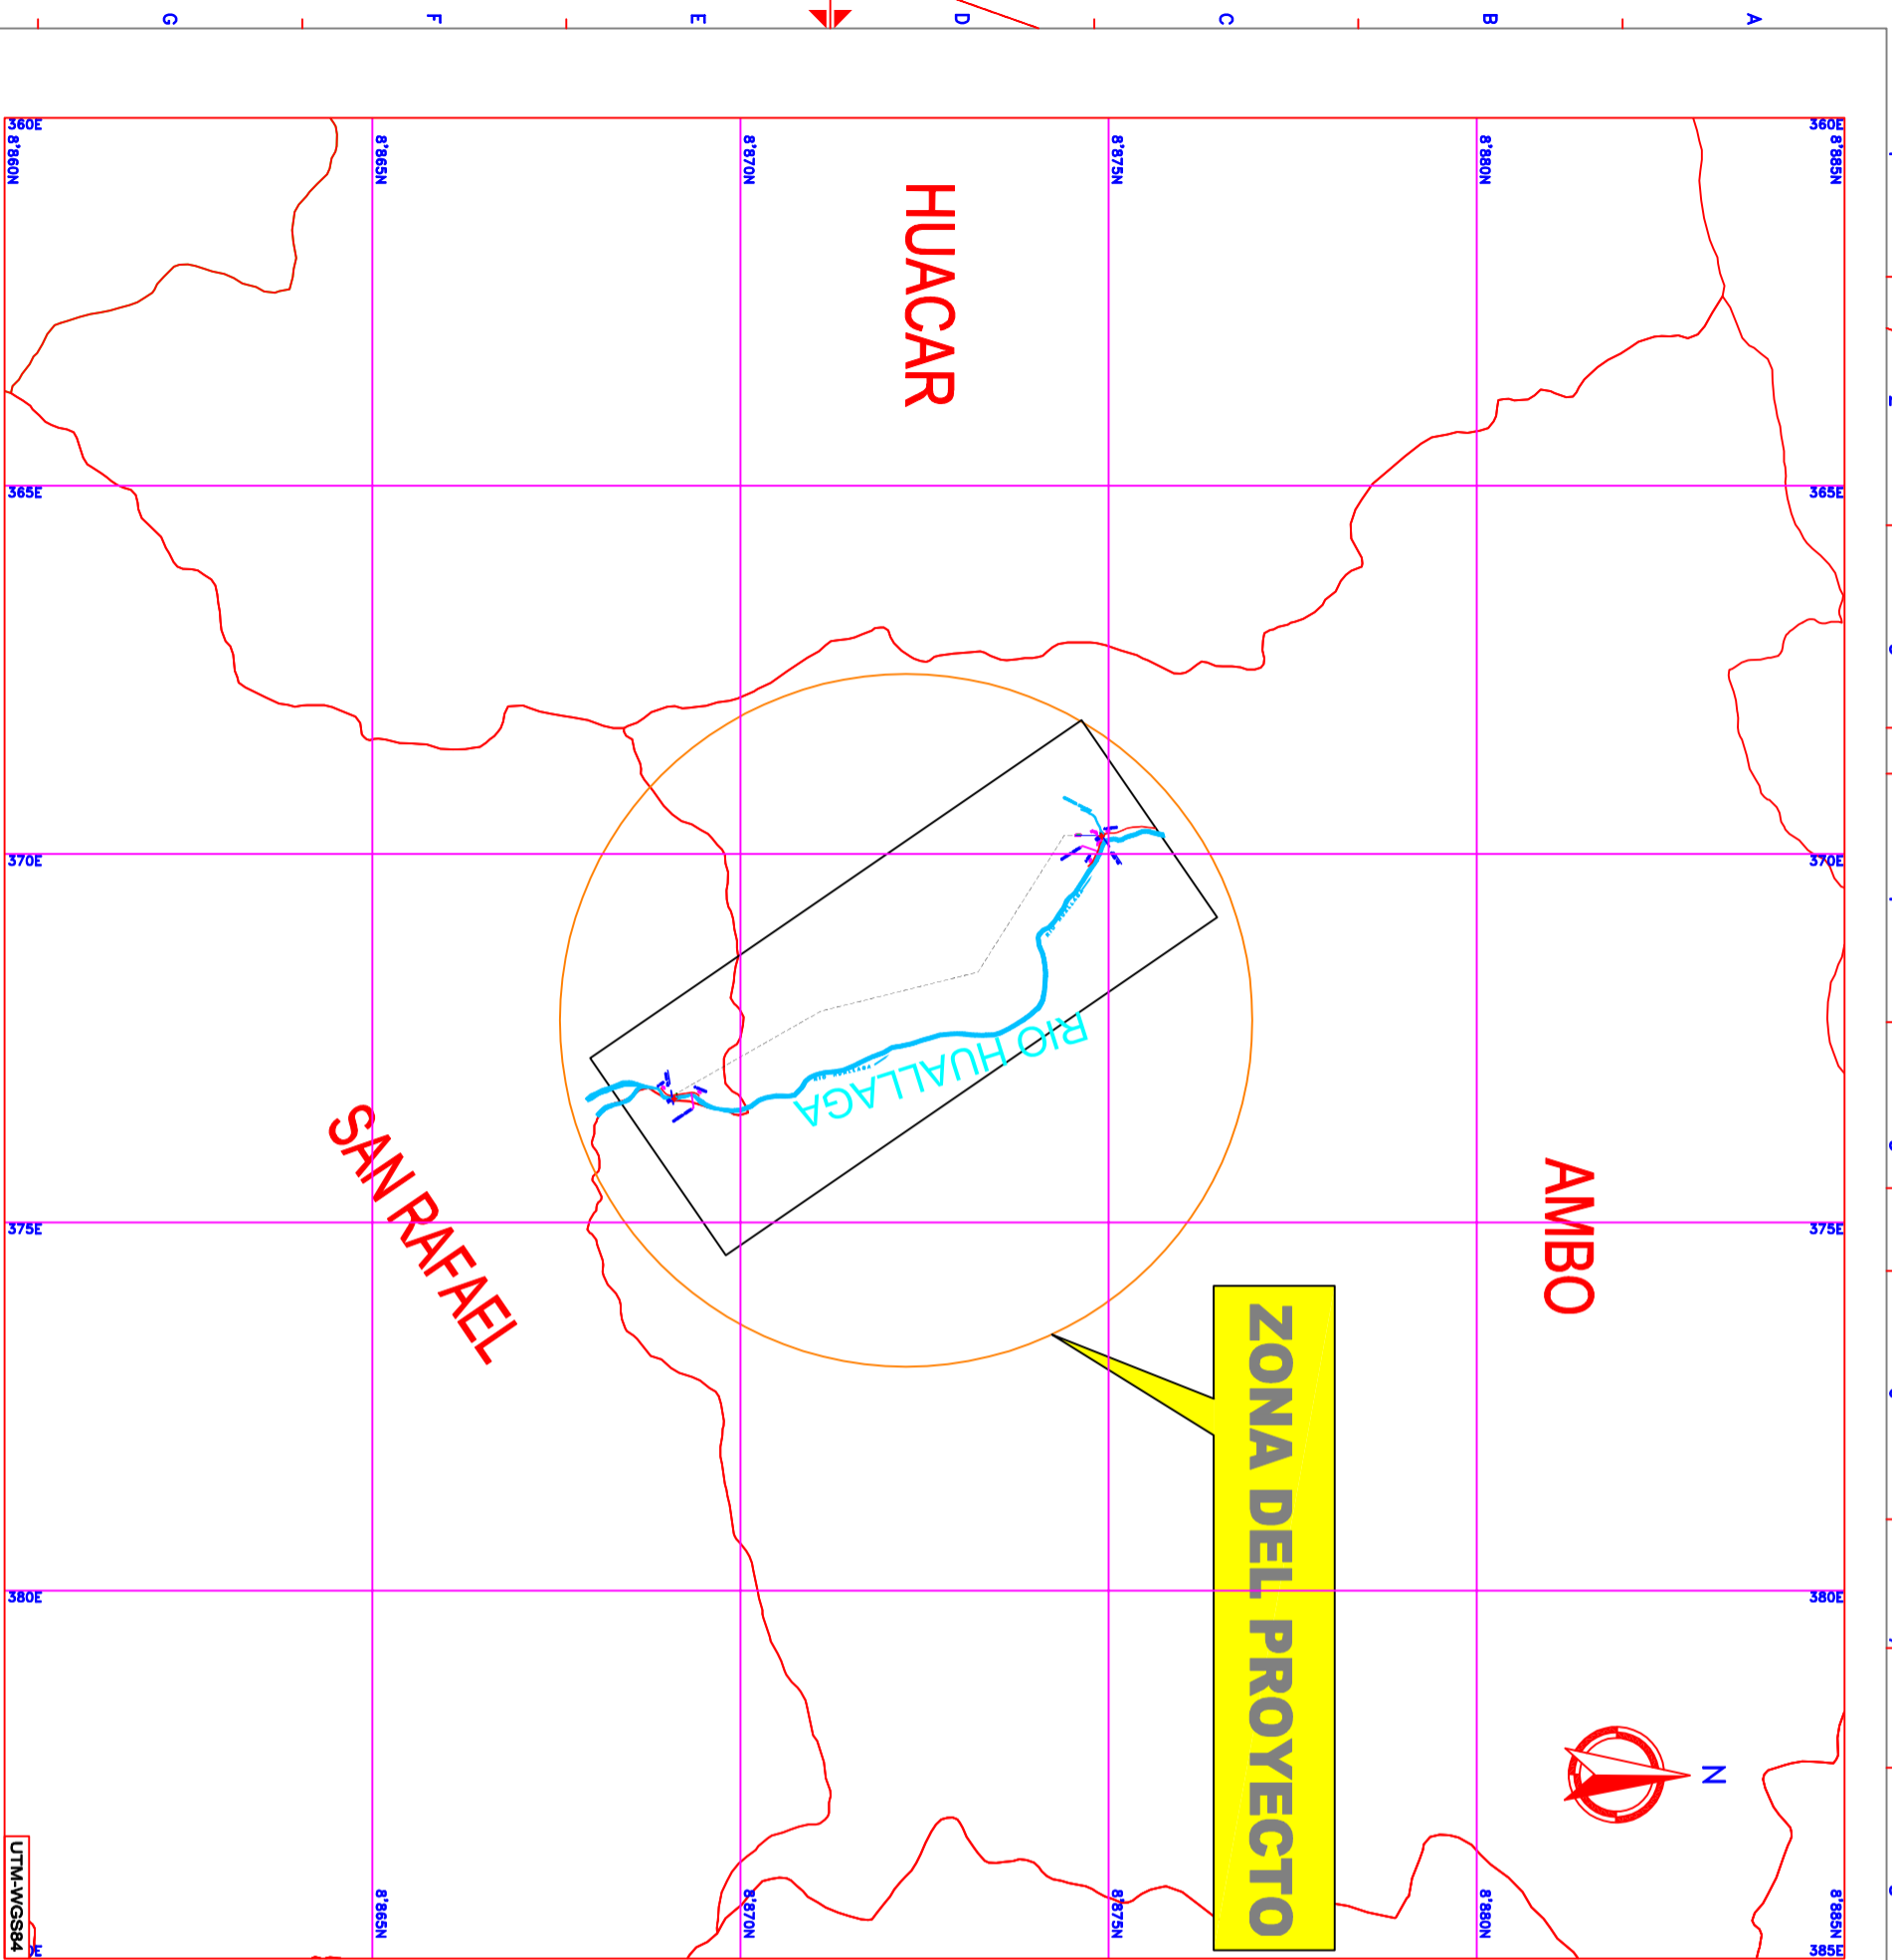 A
B
C
D
E
F
G
360E
365E
370E
375E
380E
385E
8'885N
8'880N
8'875N
8'870N
8'865N
8'860N
360E
365E
370E
375E
380E
8'885N
8'880N
8'875N
8'870N
8'865N
HUACAR
AMBO
SAN RAFAEL
RIO HUALLAGA
ZONA DEL PROYECTO
N
UTM-WGS84